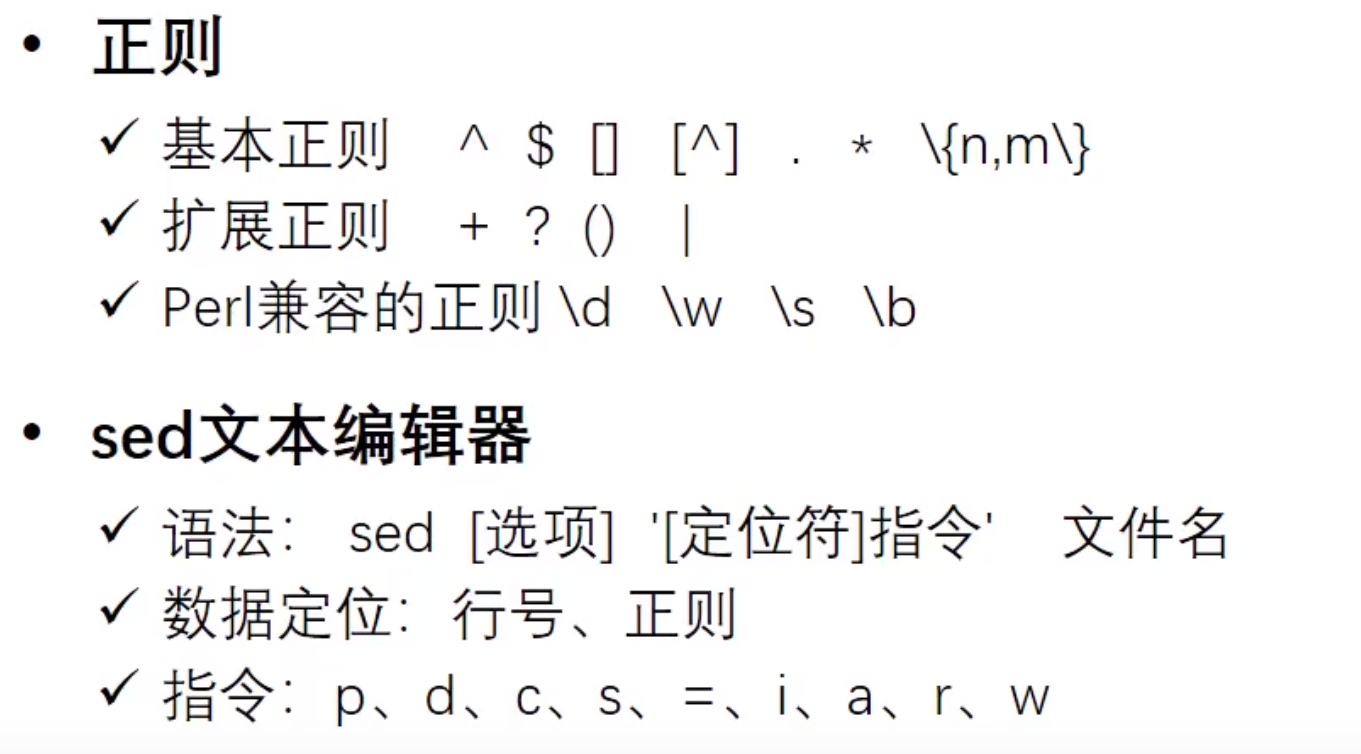 • 正则
✓ 基本正则 ^ $ [] [^] . * \{n,m\}
✓ 扩展正则 + ? () |
✓ Perl兼容的正则 \d \w \s \b
• sed文本编辑器
✓ 语法： sed [选项] '[定位符]指令' 文件名
✓ 数据定位：行号、正则
✓ 指令：p、d、c、s、=、i、a、r、w